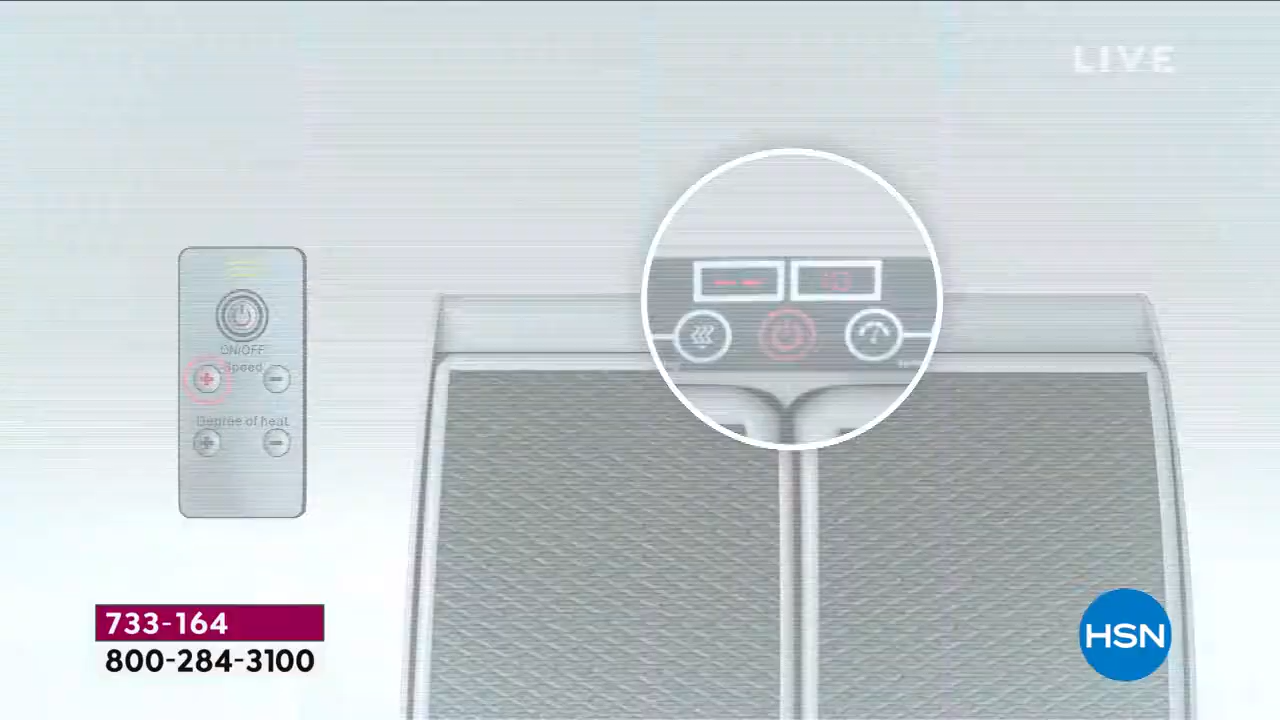 LIVE
ON/OFF
Speed
Degree of heat
733-164
800-284-3100
HSN